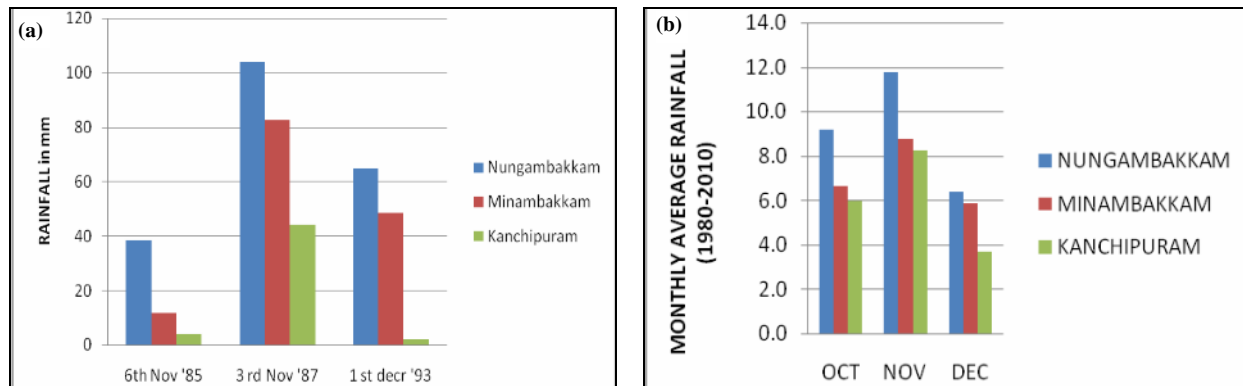 (a)
RAINFALL in mm
120
100
80
60
40
20
0
6th Nov '85
3 rd Nov '87
1 st decr '93
Nungambakkam
Minambakkam
Kanchipuram
(b)
MONTHLY AVERAGE RAINFALL
(1980-2010)
14.0
12.0
10.0
8.0
6.0
4.0
2.0
0.0
OCT
NOV
DEC
NUNGAMBAKKAM
MINAMBAKKAM
KANCHIPURAM